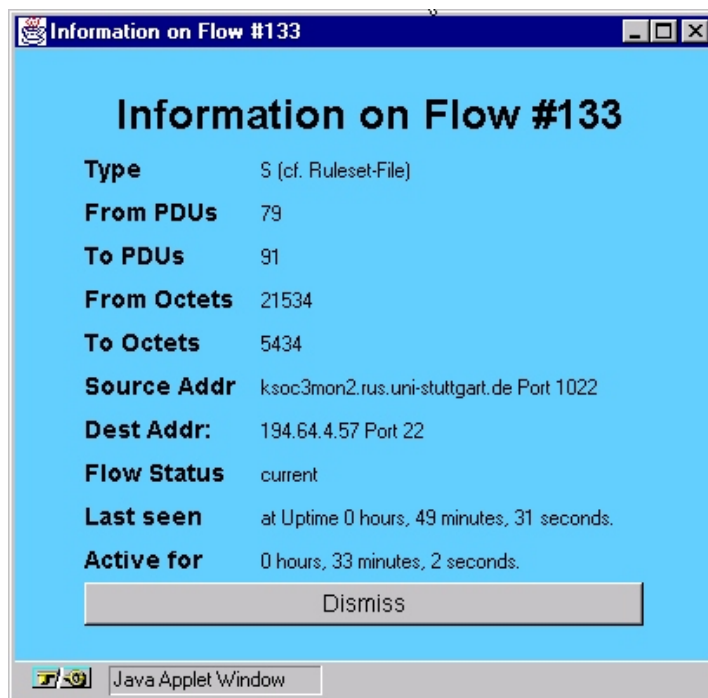 Information on Flow #133
Information on Flow #133
Type S (cf. Ruleset-File)
From PDUs 79
To PDUs 91
From Octets 21534
To Octets 5434
Source Addr ksoc3mon2.rus.uni-stuttgart.de Port 1022
Dest Addr: 194.64.4.57 Port 22
Flow Status current
Last seen at Uptime 0 hours, 49 minutes, 31 seconds.
Active for 0 hours, 33 minutes, 2 seconds.
Dismiss
Java Applet Window